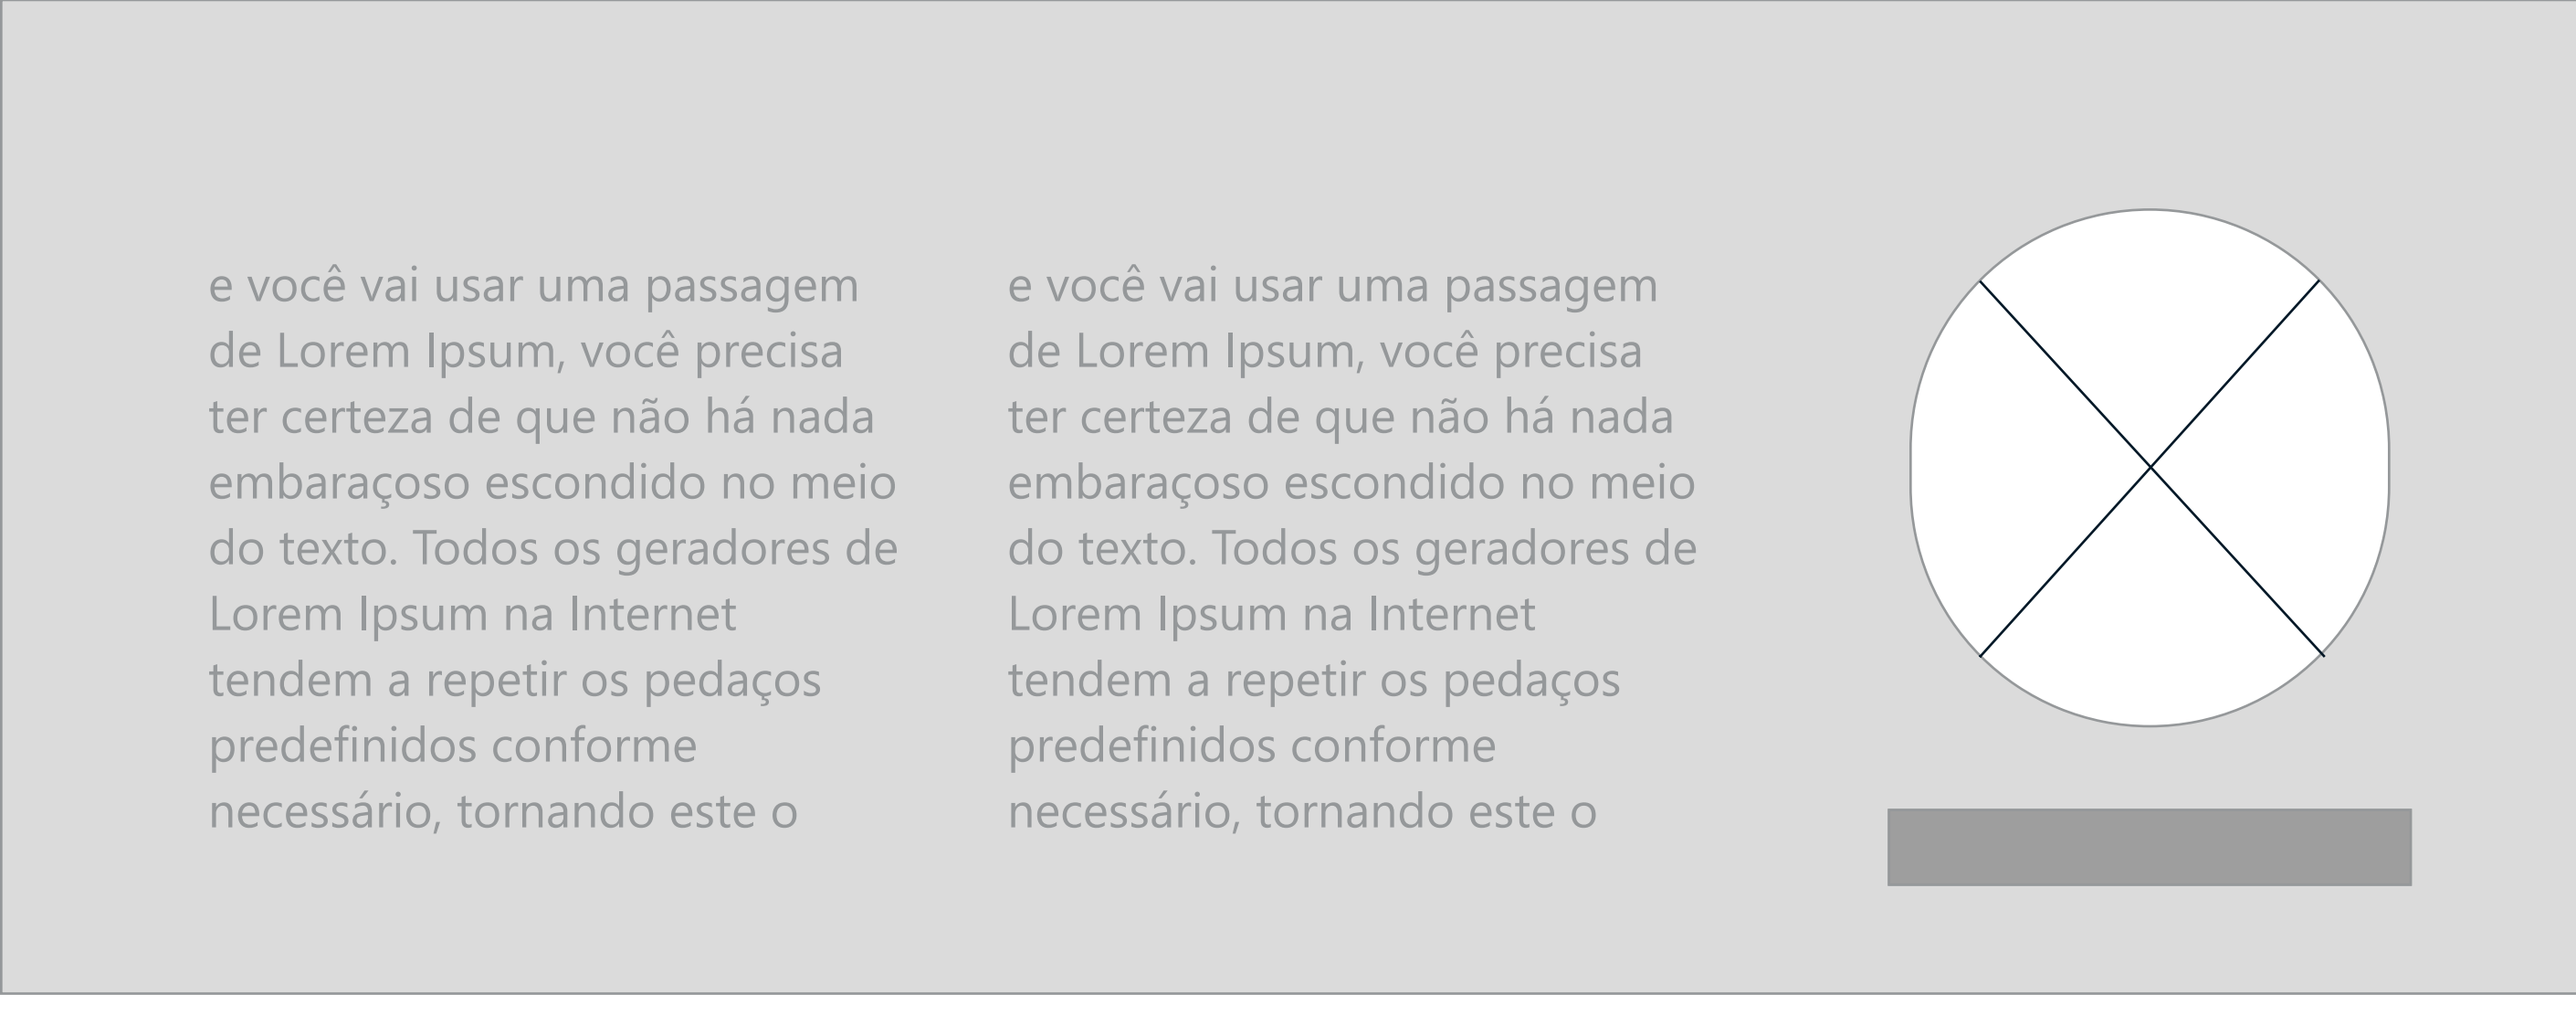 e você vai usar uma passagem
de Lorem Ipsum, você precisa
ter certeza de que não há nada
embaraçoso escondido no meio
do texto. Todos os geradores de
Lorem Ipsum na Internet
tendem a repetir os pedaços
predefinidos conforme
necessário, tornando este o
e você vai usar uma passagem
de Lorem Ipsum, você precisa
ter certeza de que não há nada
embaraçoso escondido no meio
do texto. Todos os geradores de
Lorem Ipsum na Internet
tendem a repetir os pedaços
predefinidos conforme
necessário, tornando este o